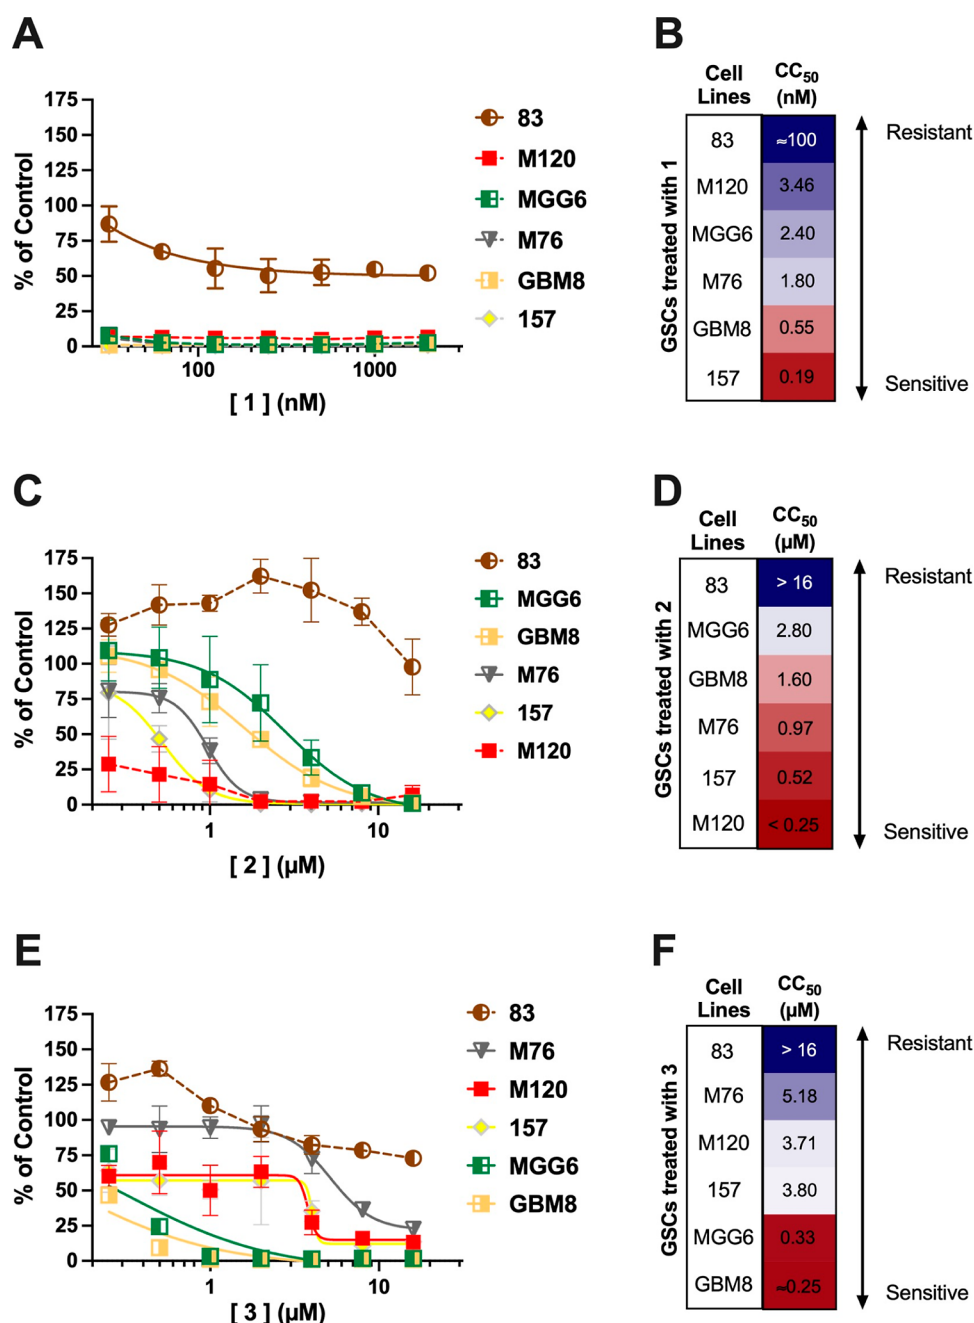 A
% of Control
175
150
125
100
75
50
25
0
100
1000
[ 1 ] (nM)
83
M120
MGG6
M76
GBM8
157
B
GSCs treated with 1
Cell Lines
CC50 (nM)
83
≈100
M120
3.46
MGG6
2.40
M76
1.80
GBM8
0.55
157
0.19
Resistant
Sensitive
C
% of Control
175
150
125
100
75
50
25
0
1
10
[ 2 ] (µM)
83
MGG6
GBM8
M76
157
M120
D
GSCs treated with 2
Cell Lines
CC50 (µM)
83
> 16
MGG6
2.80
GBM8
1.60
M76
0.97
157
0.52
M120
< 0.25
Resistant
Sensitive
E
% of Control
175
150
125
100
75
50
25
0
1
10
[ 3 ] (µM)
83
M76
M120
157
MGG6
GBM8
F
GSCs treated with 3
Cell Lines
CC50 (µM)
83
> 16
M76
5.18
M120
3.71
157
3.80
MGG6
0.33
GBM8
≈0.25
Resistant
Sensitive